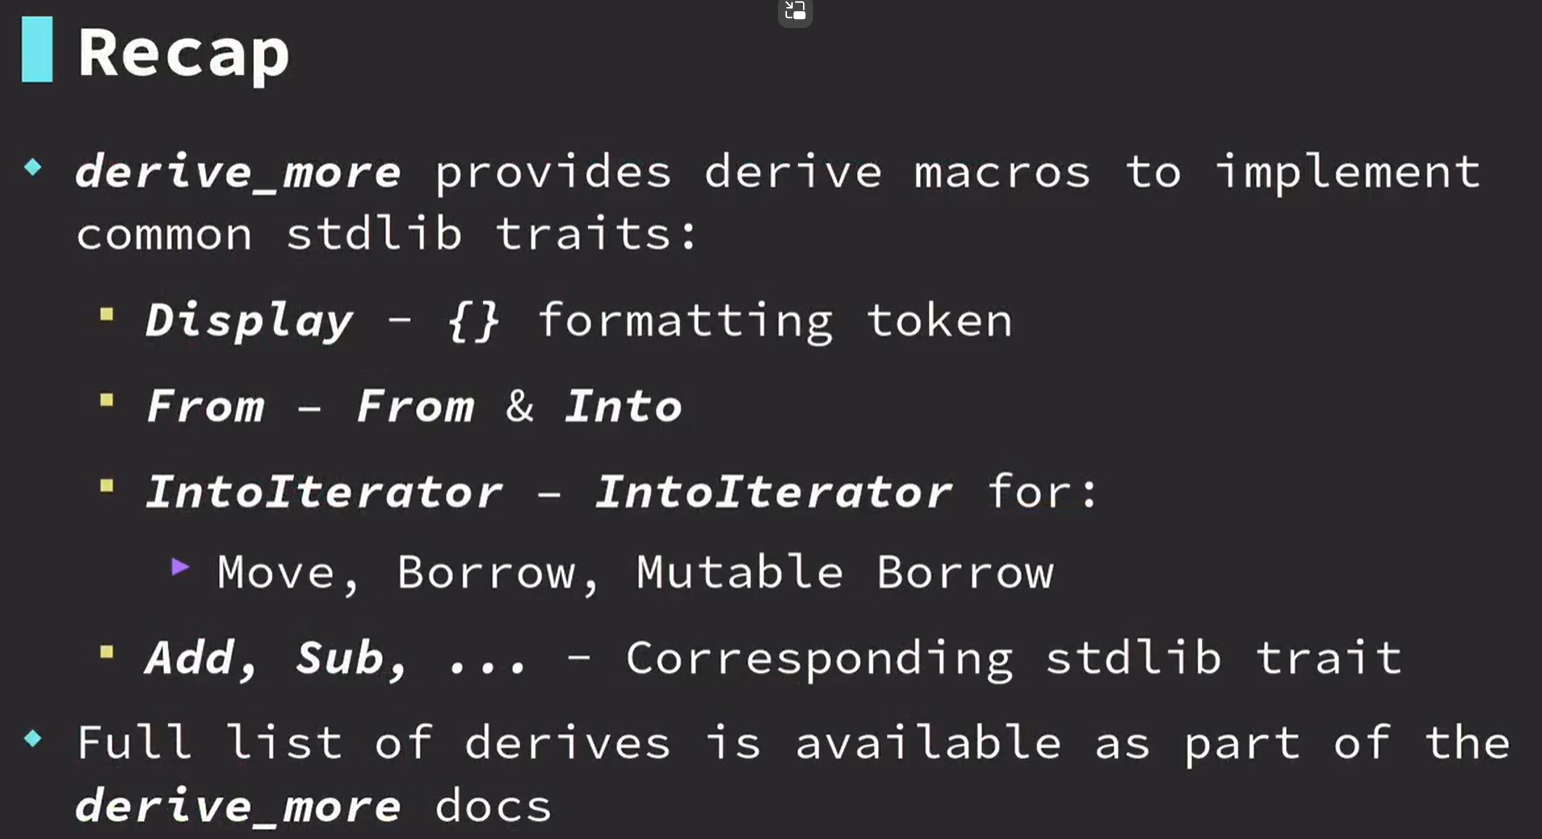 Recap
derive_more provides derive macros to implement
common stdlib traits:
Display – {} formatting token
From – From & Into
IntoIterator – IntoIterator for:
Move, Borrow, Mutable Borrow
Add, Sub, ... – Corresponding stdlib trait
Full list of derives is available as part of the
derive_more docs